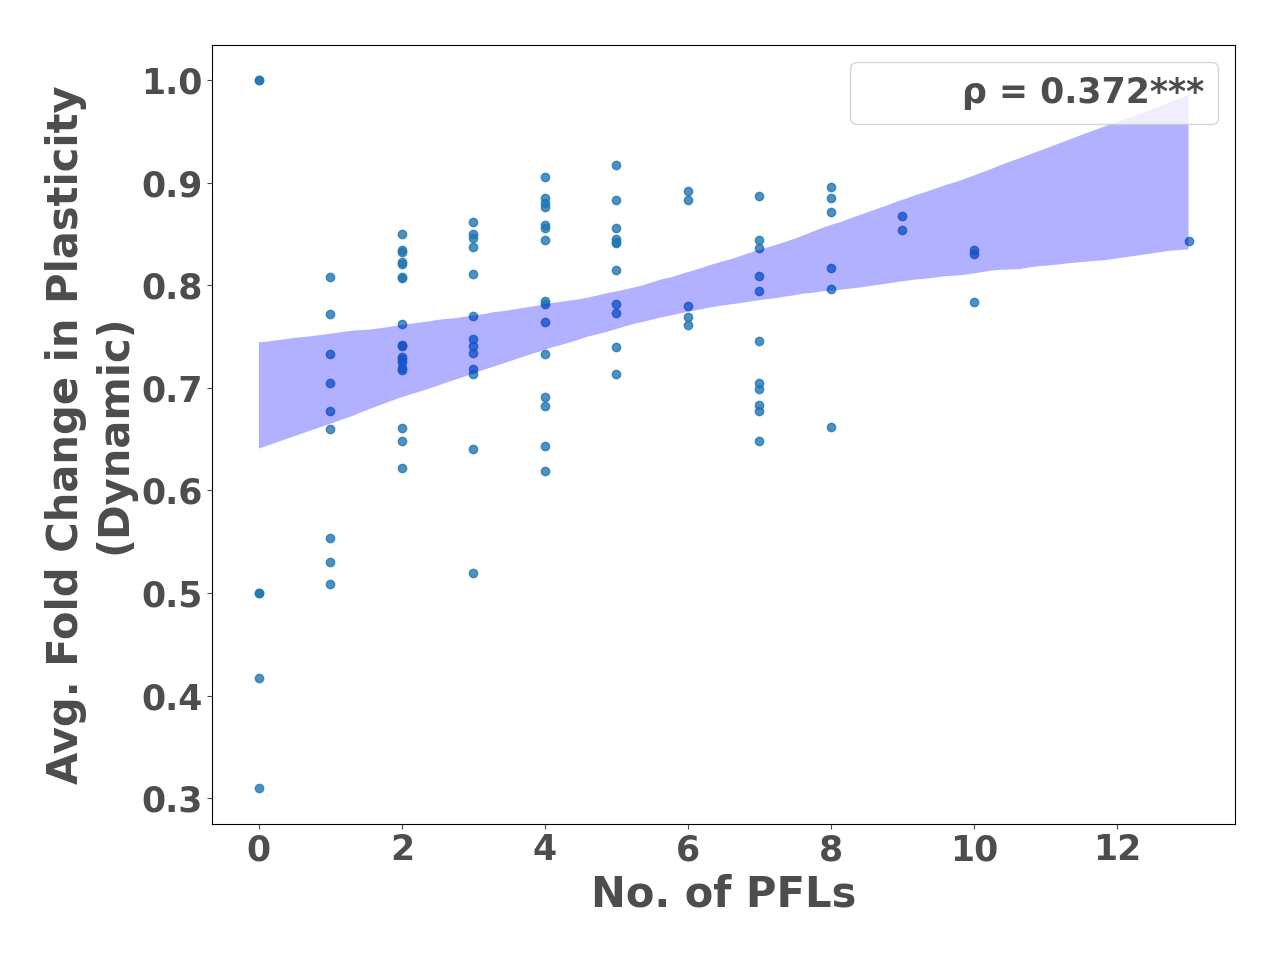 ρ = 0.372***
Avg. Fold Change in Plasticity
(Dynamic)
1.0
0.9
0.8
0.7
0.6
0.5
0.4
0.3
0 2 4 6 8 10 12
No. of PFLs